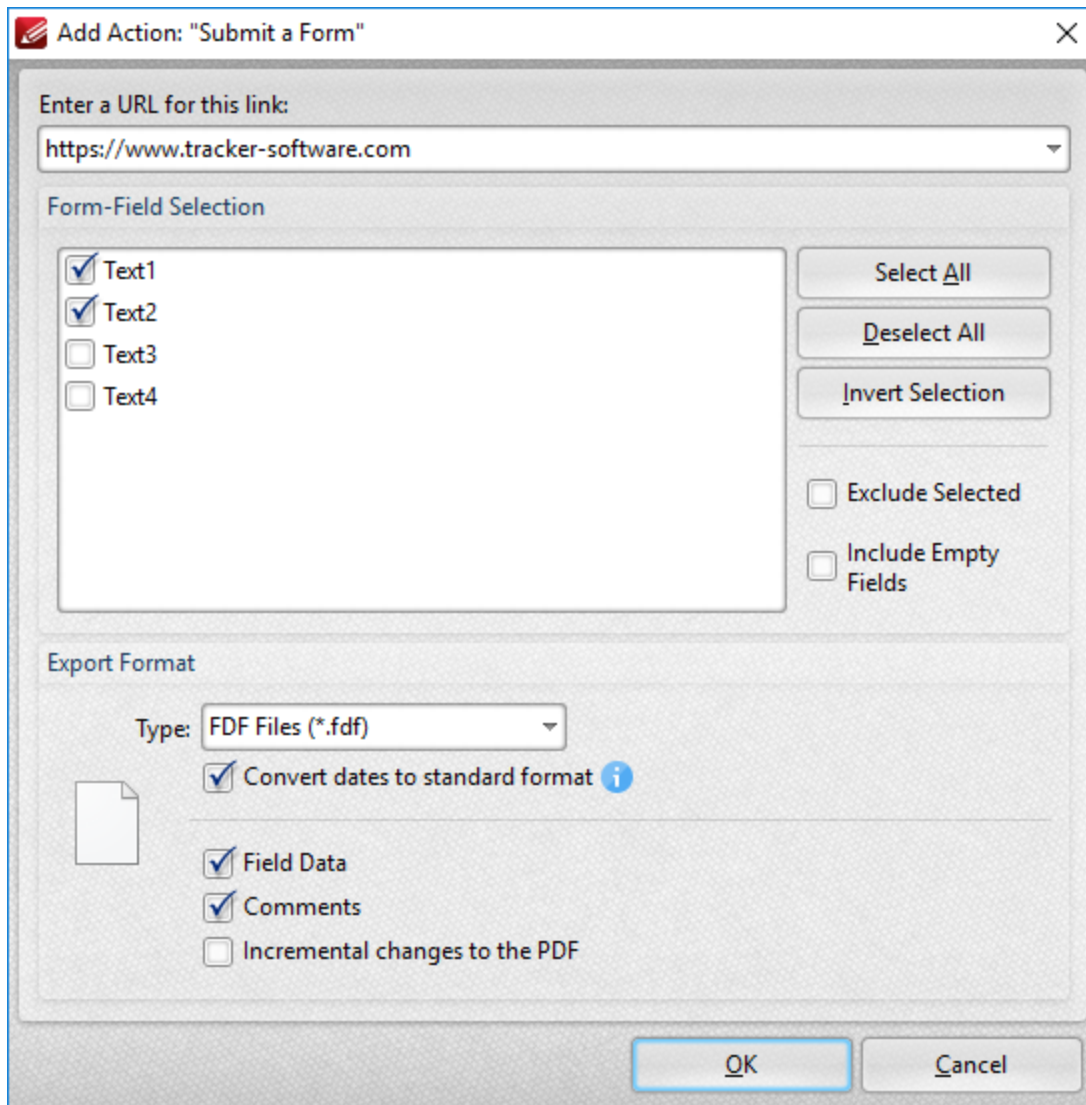 Add Action: "Submit a Form"
Enter a URL for this link:
https://www.tracker-software.com
Form-Field Selection
Text1
Text2
Text3
Text4
Select All
Deselect All
Invert Selection
Exclude Selected
Include Empty
Fields
Export Format
Type: FDF Files (*.fdf)
Convert dates to standard format
Field Data
Comments
Incremental changes to the PDF
OK
Cancel